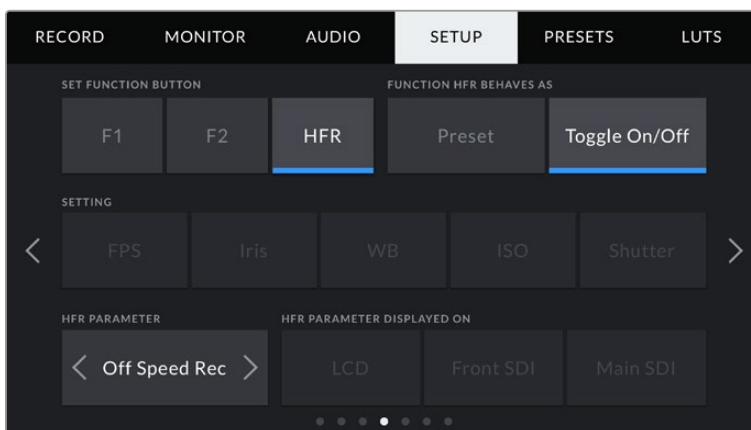 RECORD MONITOR AUDIO SETUP PRESETS LUTS
SET FUNCTION BUTTON FUNCTION HFR BEHAVES AS
F1 F2 HFR Preset Toggle On/Off
SETTING
FPS Iris WB ISO Shutter
HFR PARAMETER HFR PARAMETER DISPLAYED ON
Off Speed Rec LCD Front SDI Main SDI